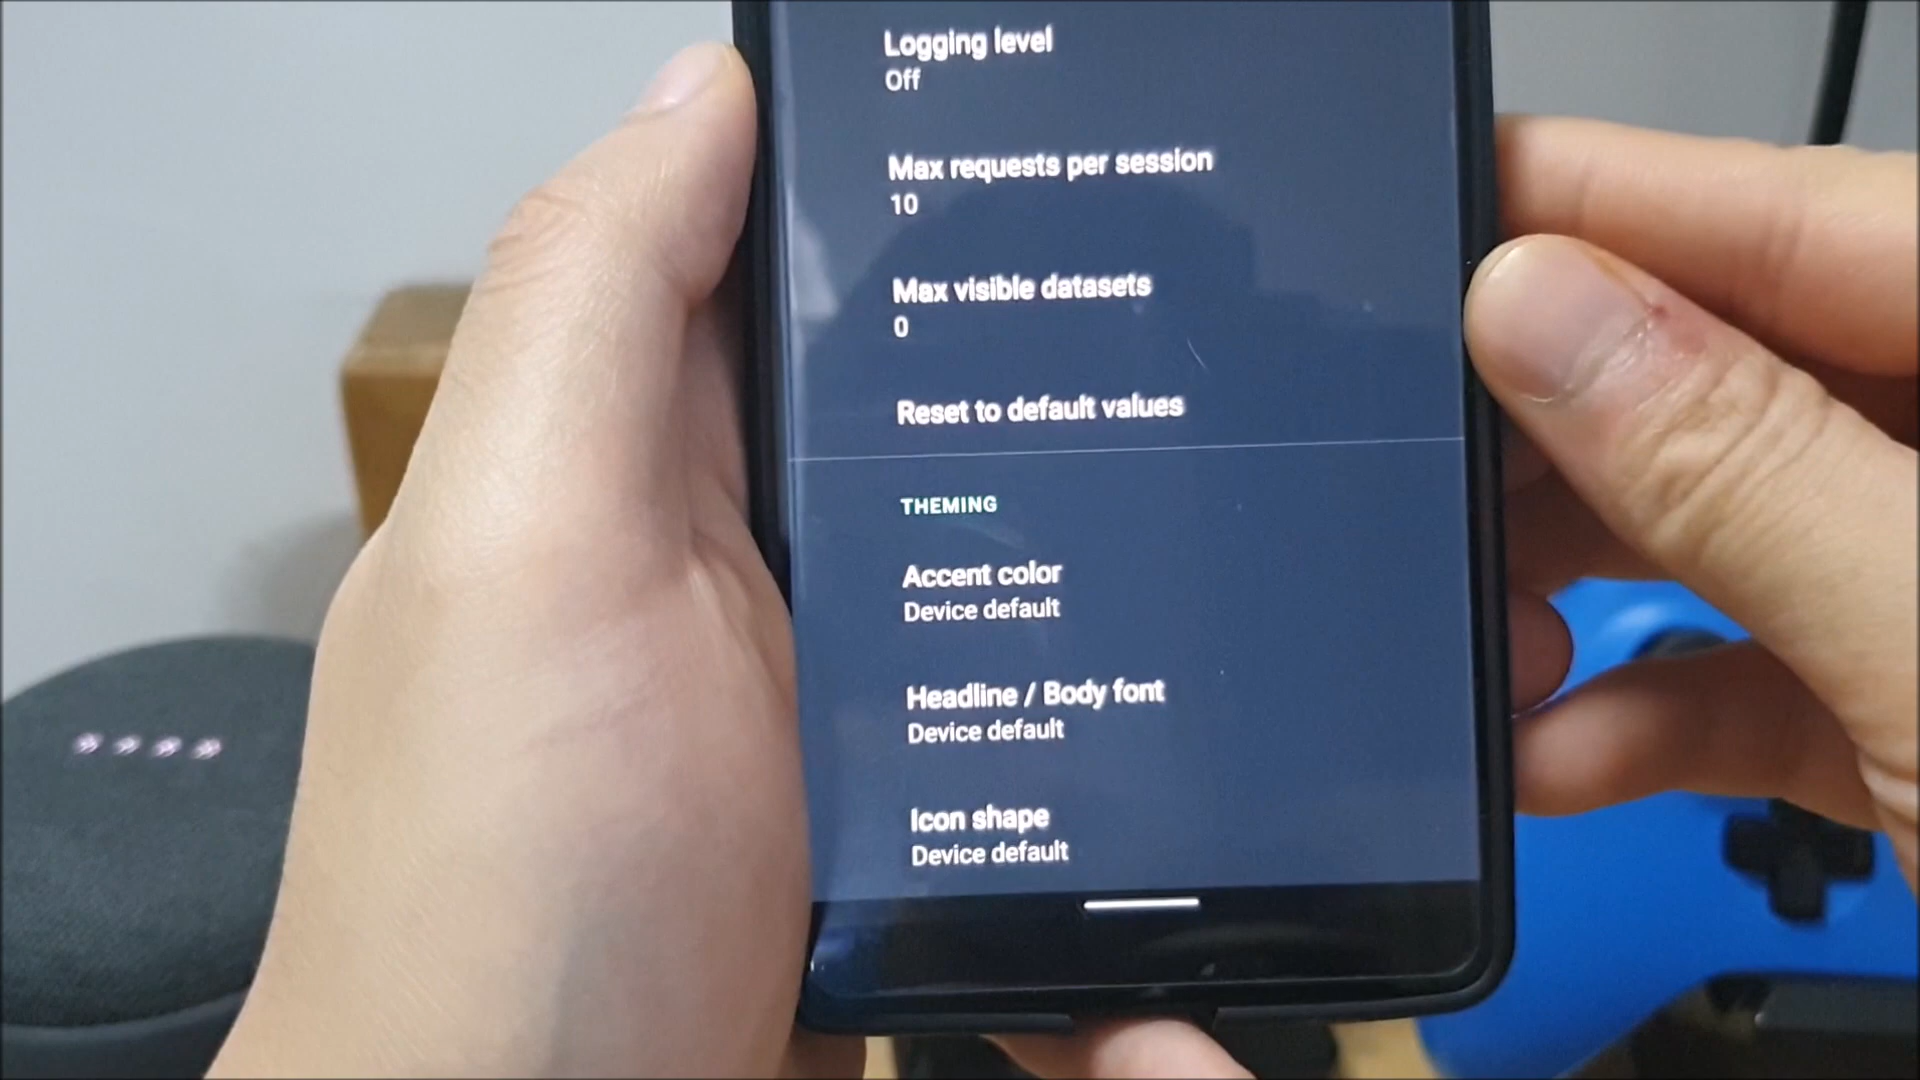 Logging level
Off
Max requests per session
10
Max visible datasets
0
Reset to default values
THEMING
Accent color
Device default
Headline / Body font
Device default
Icon shape
Device default